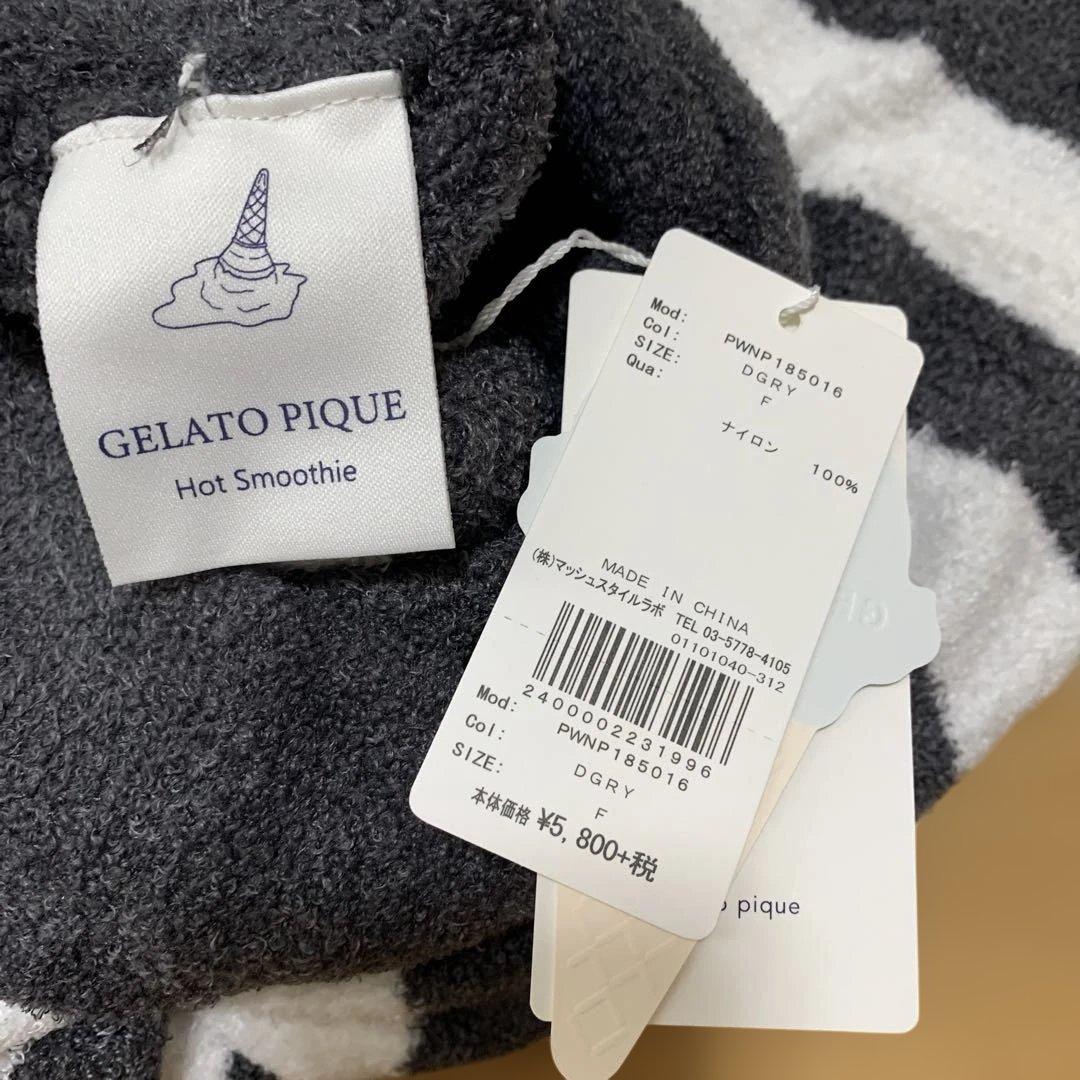 GELATO PIQUE
Hot Smoothie
Mod: PWNP185016
Col: DGRY
SIZE: F
Qua: ナイロン 100%
MADE IN CHINA
(株)マッシュスタイルラボ TEL 03-5778-4105
01101040-312
2400002231996
Mod: PWNP185016
Col: DGRY
SIZE: F
本体価格 ¥5,800+税
pique